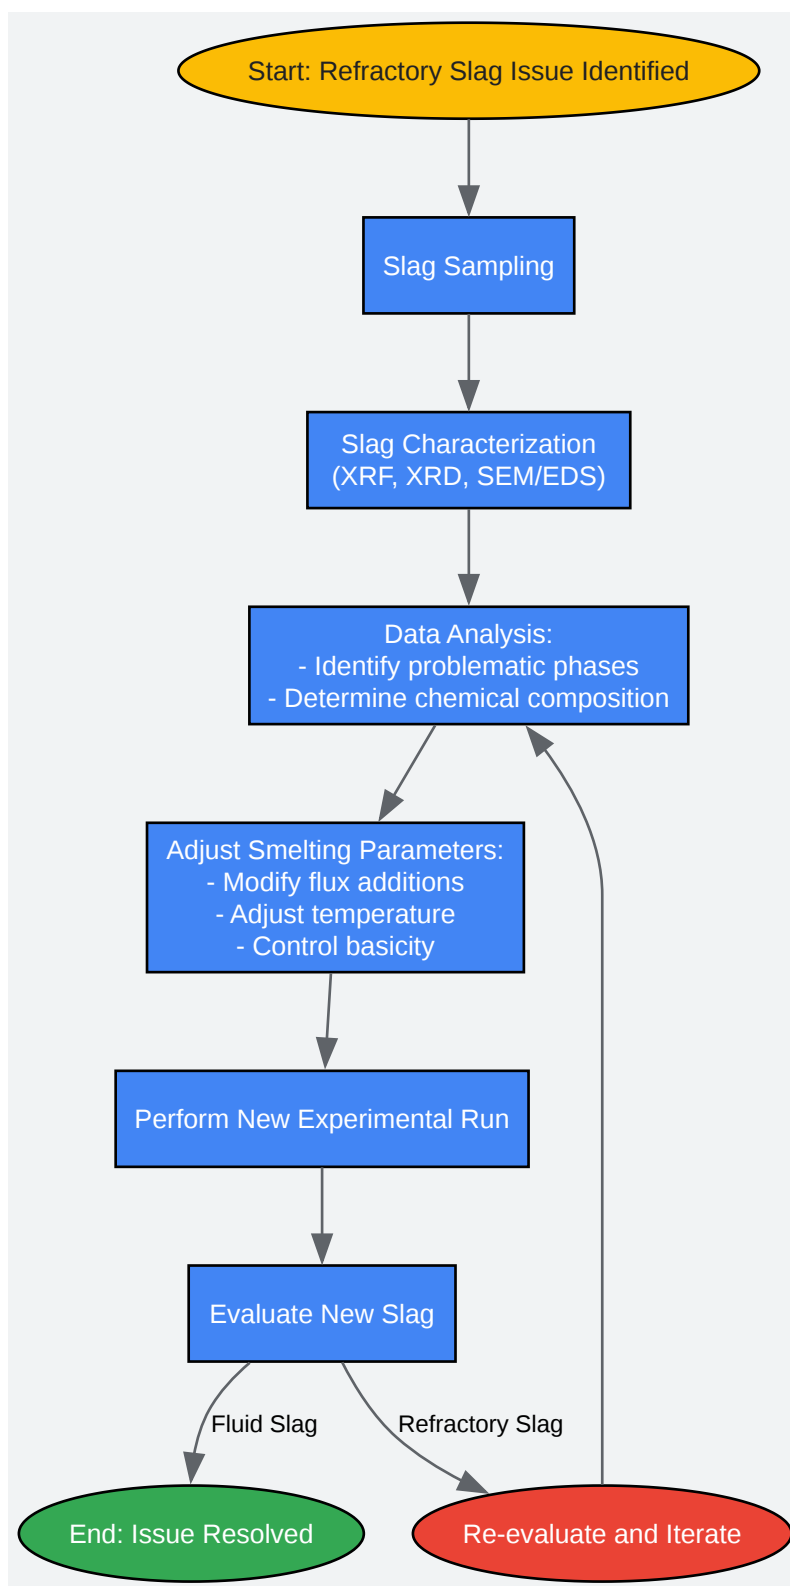 Start: Refractory Slag Issue Identified
Slag Sampling
Slag Characterization
(XRF, XRD, SEM/EDS)
Data Analysis:
- Identify problematic phases
- Determine chemical composition
Adjust Smelting Parameters:
- Modify flux additions
- Adjust temperature
- Control basicity
Perform New Experimental Run
Evaluate New Slag
Fluid Slag
Refractory Slag
End: Issue Resolved
Re-evaluate and Iterate